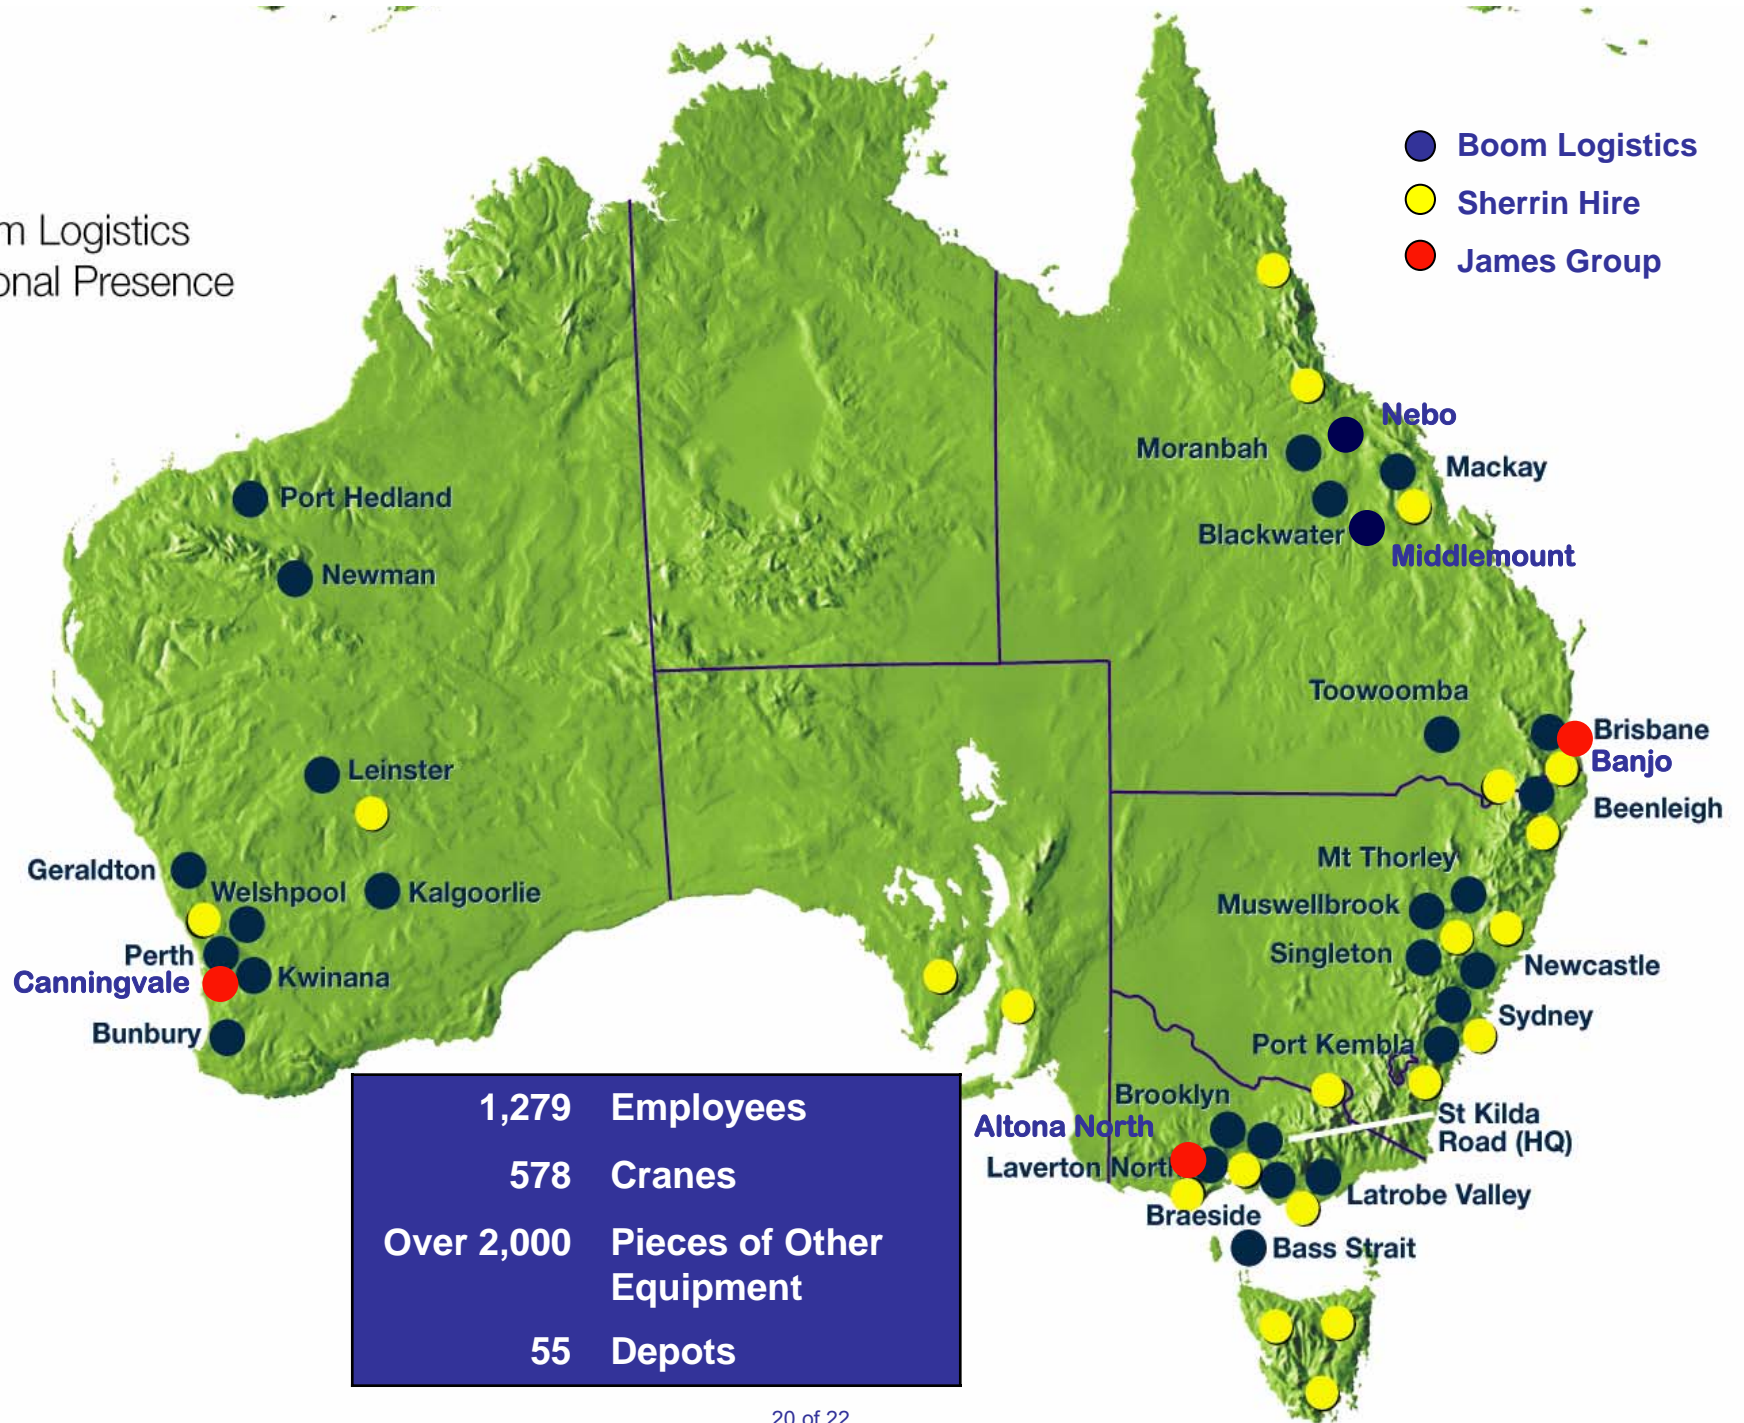 Boom Logistics
Sherrin Hire
James Group
m Logistics
onal Presence
Nebo
Moranbah
Mackay
Blackwater
Middlemount
Port Hedland
Newman
Toowoomba
Brisbane
Banjo
Beenleigh
Leinster
Geraldton
Welshpool
Kalgoorlie
Perth
Canningvale
Kwinana
Bunbury
Mt Thorley
Muswellbrook
Singleton
Newcastle
Sydney
Port Kembla
Brooklyn
Altona North
St Kilda
Road (HQ)
Laverton North
Latrobe Valley
Braeside
Bass Strait
1,279 Employees
578 Cranes
Over 2,000 Pieces of Other
Equipment
55 Depots
20 of 22